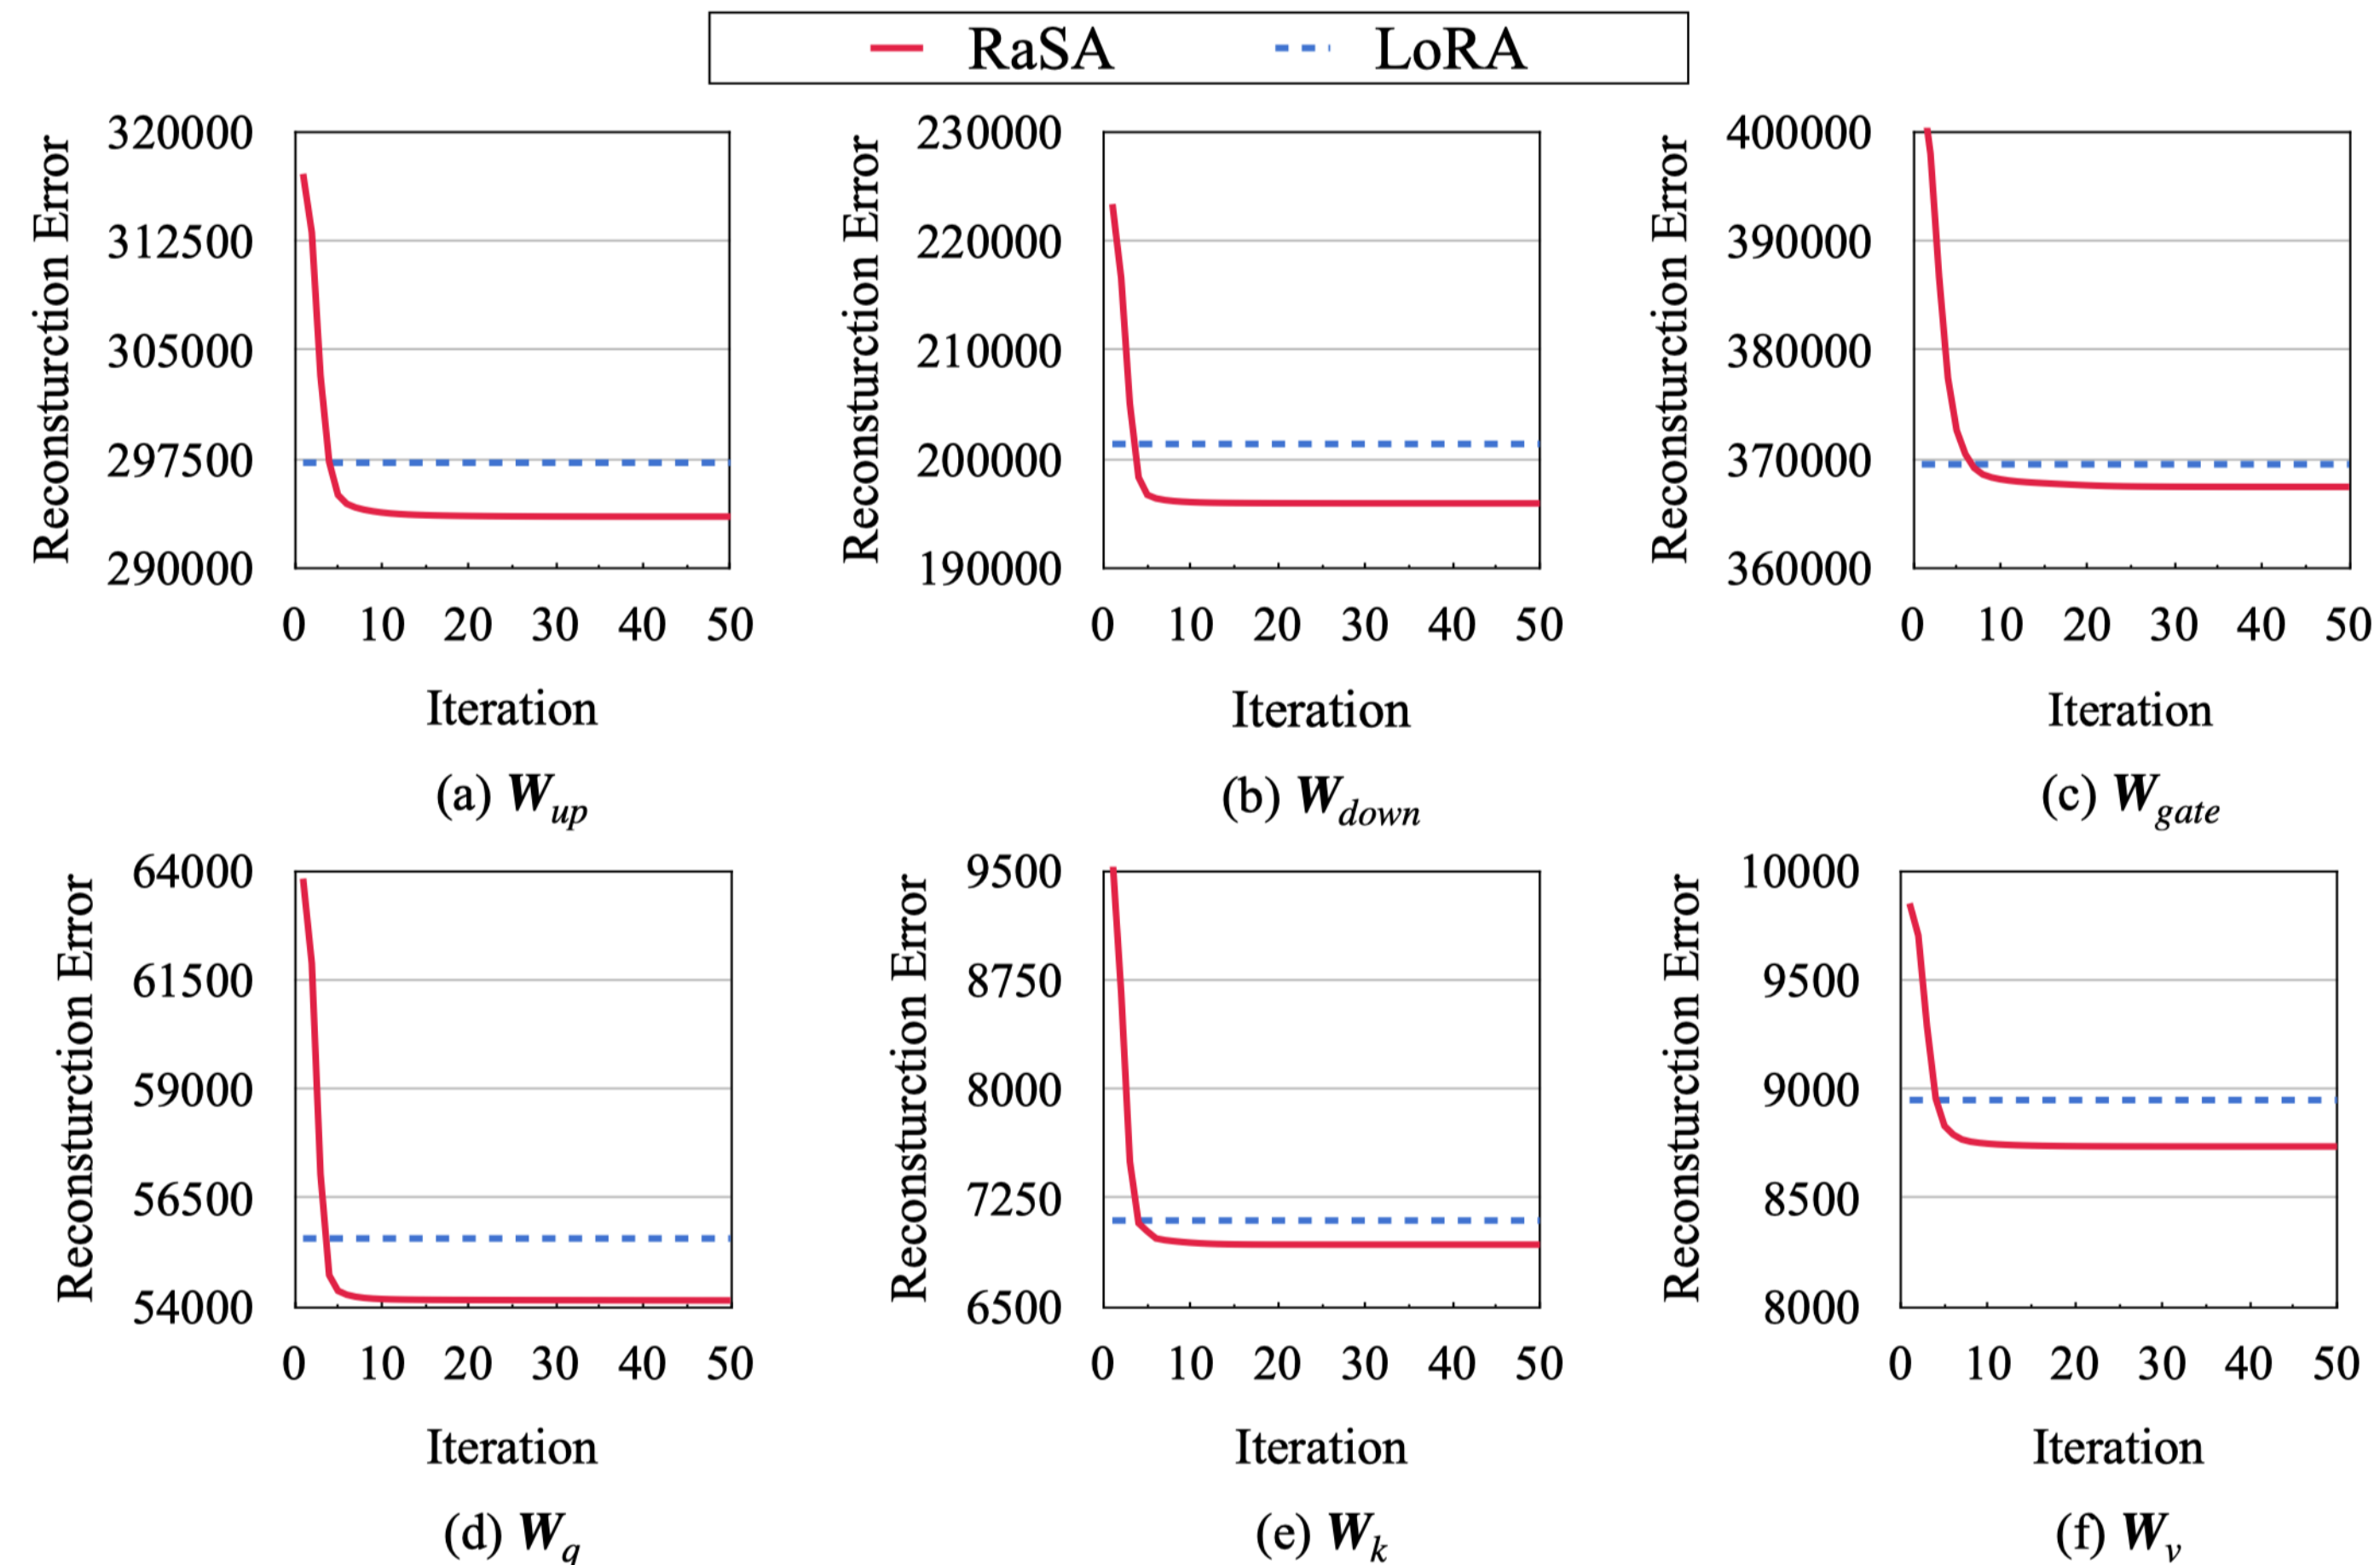 RaSA LoRA
Reconsturction Error
320000
312500
305000
297500
290000
0 10 20 30 40 50
Iteration
(a) W_up
Reconsturction Error
230000
220000
210000
200000
190000
0 10 20 30 40 50
Iteration
(b) W_down
Reconsturction Error
400000
390000
380000
370000
360000
0 10 20 30 40 50
Iteration
(c) W_gate
Reconsturction Error
64000
61500
59000
56500
54000
0 10 20 30 40 50
Iteration
(d) W_q
Reconsturction Error
9500
8750
8000
7250
6500
0 10 20 30 40 50
Iteration
(e) W_k
Reconsturction Error
10000
9500
9000
8500
8000
0 10 20 30 40 50
Iteration
(f) W_v